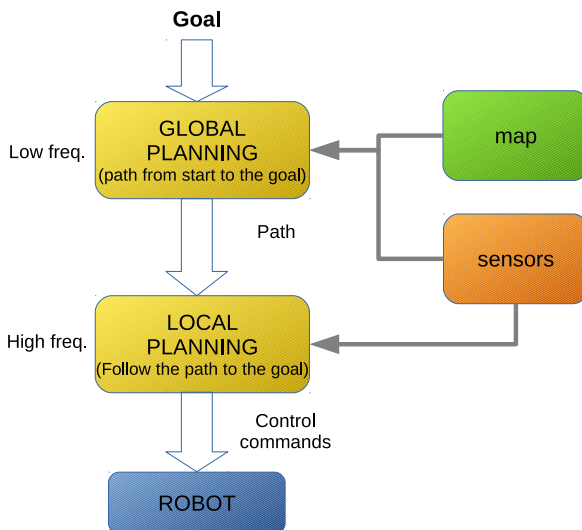 Goal
GLOBAL
PLANNING
(path from start to the goal)
Low freq.
map
Path
sensors
LOCAL
PLANNING
(Follow the path to the goal)
High freq.
Control
commands
ROBOT